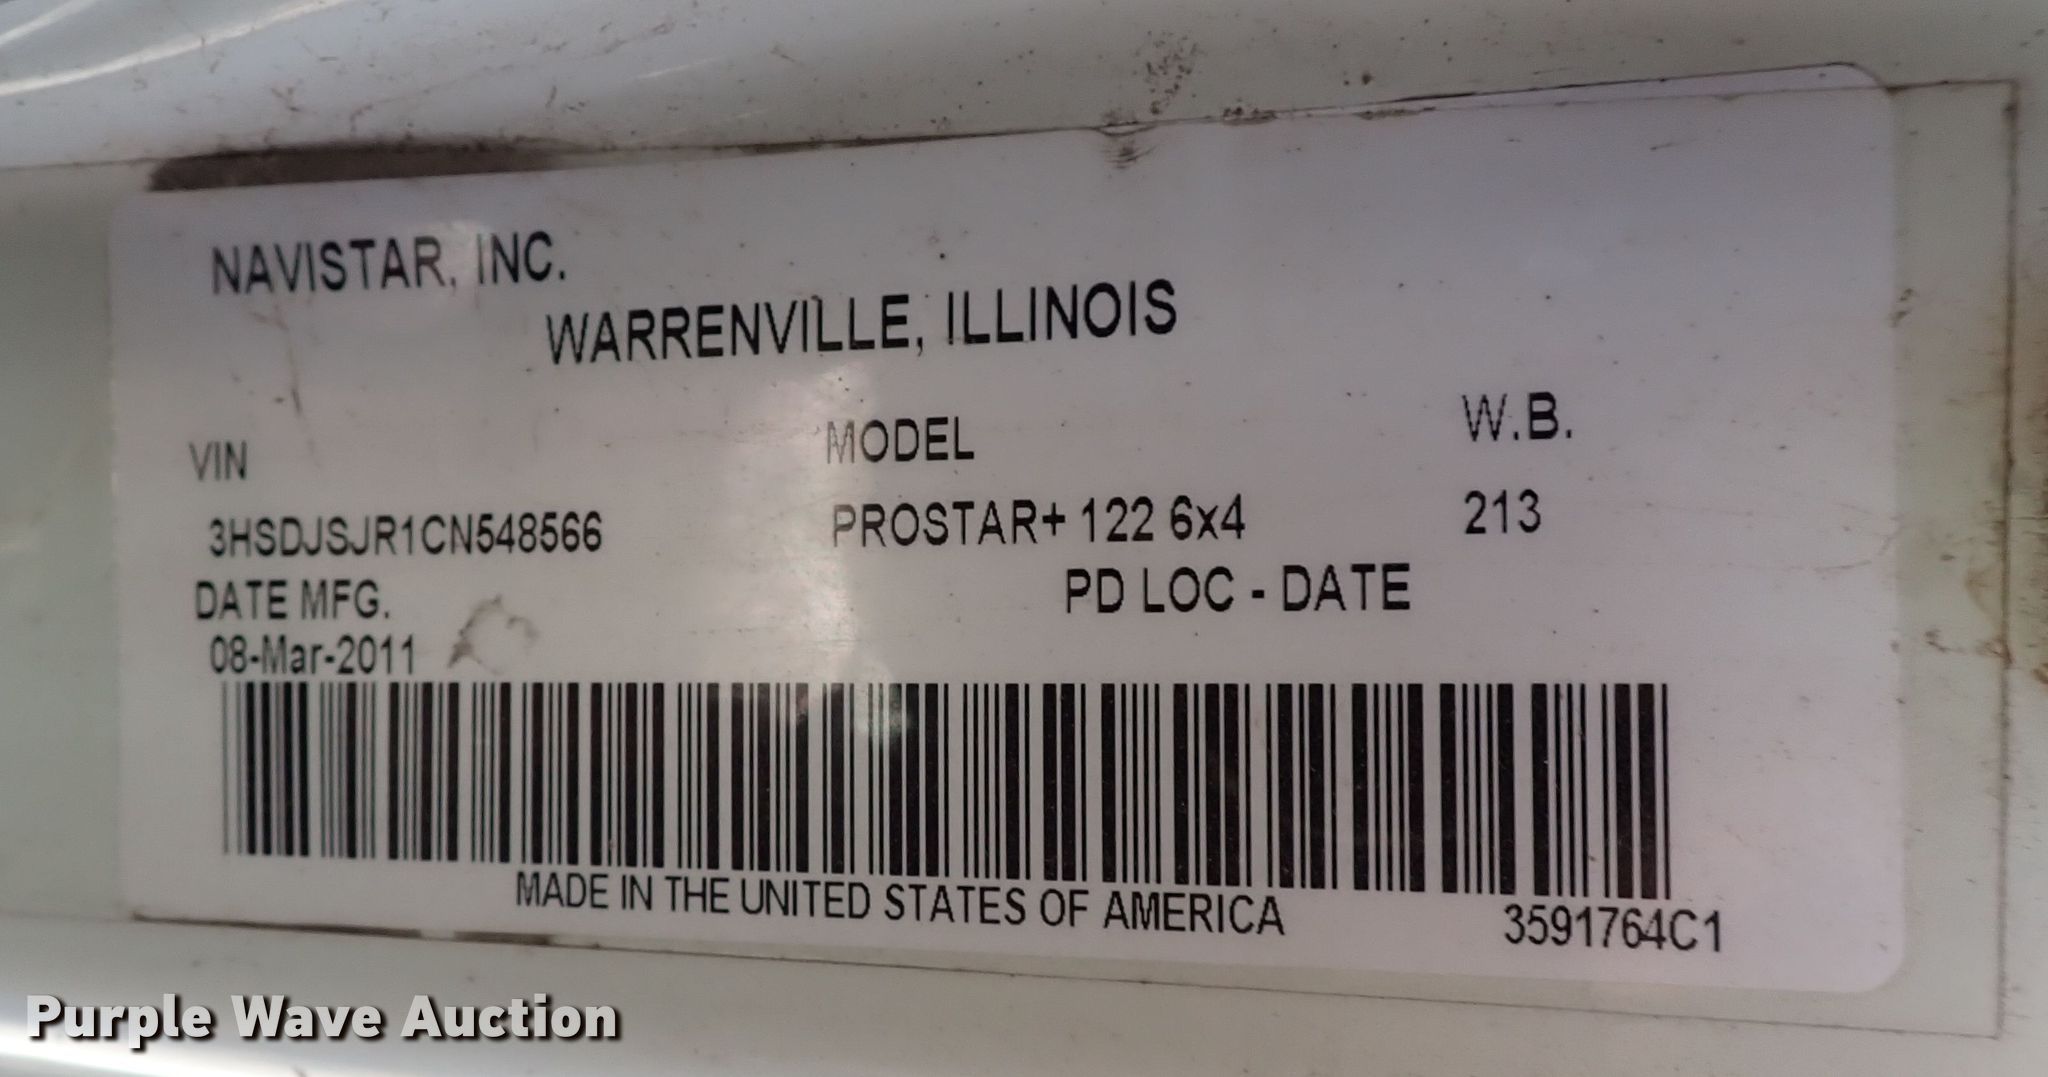 NAVISTAR, INC.
WARRENVILLE, ILLINOIS
VIN MODEL W.B.
3HSDJSJR1CN548566 PROSTAR+ 122 6x4 213
DATE MFG. PD LOC - DATE
08-Mar-2011
MADE IN THE UNITED STATES OF AMERICA 3591764C1
Purple Wave Auction